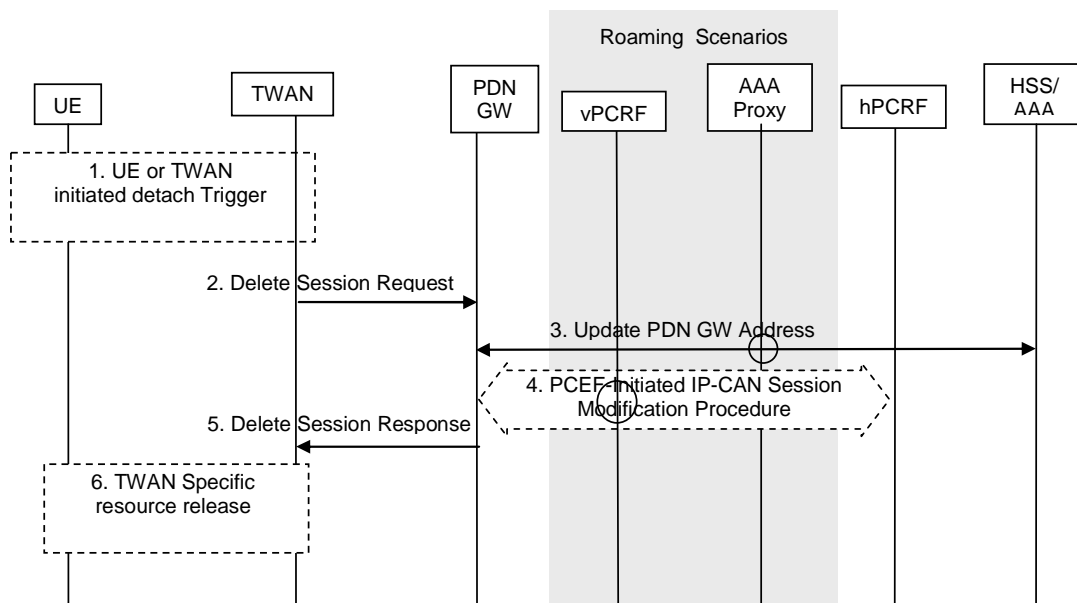 Roaming Scenarios
UE
TWAN
PDN
GW
vPCRF
AAA
Proxy
hPCRF
HSS/
AAA
1. UE or TWAN
initiated detach Trigger
2. Delete Session Request
3. Update PDN GW Address
4. PCEF-Initiated IP-CAN Session
Modification Procedure
5. Delete Session Response
6. TWAN Specific
resource release